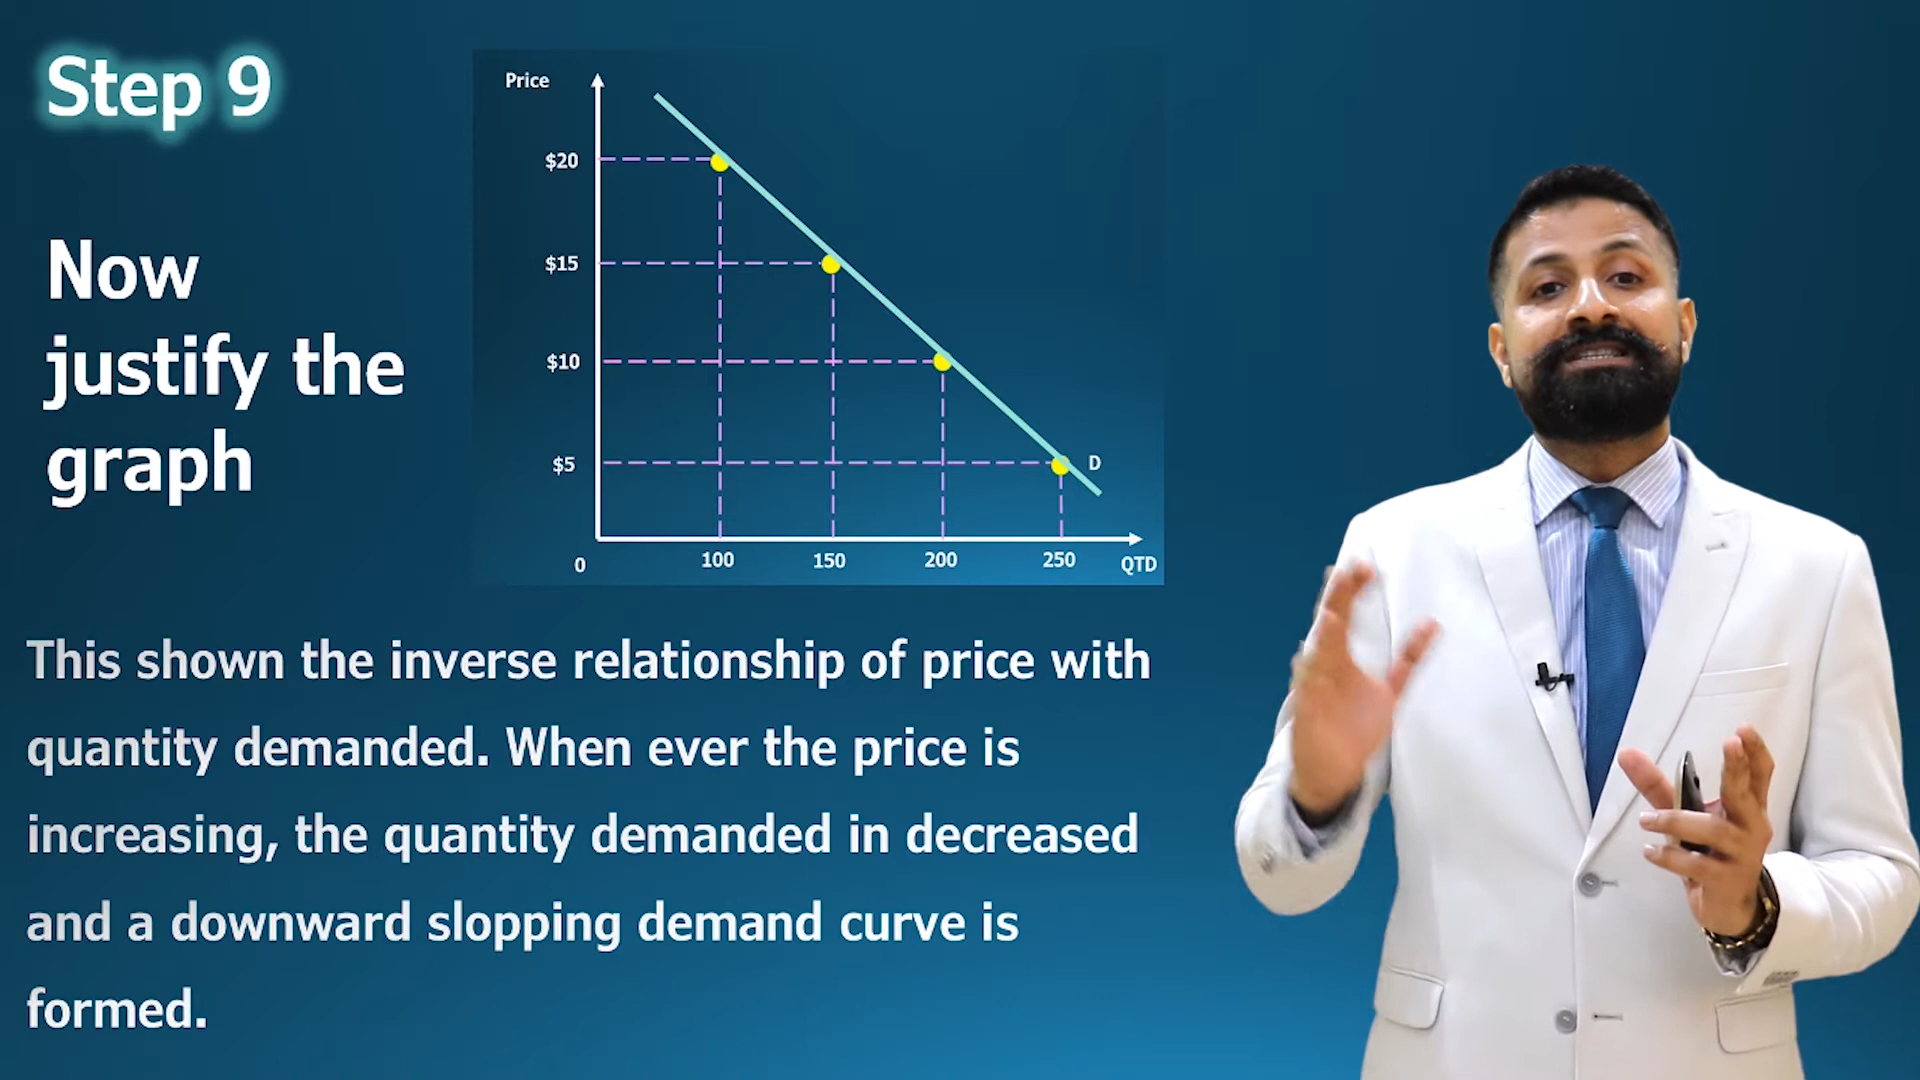 Step 9
Now
justify the
graph
Price
$20
$15
$10
$5
D
0
100
150
200
250
QTD
This shown the inverse relationship of price with
quantity demanded. When ever the price is
increasing, the quantity demanded in decreased
and a downward slopping demand curve is
formed.